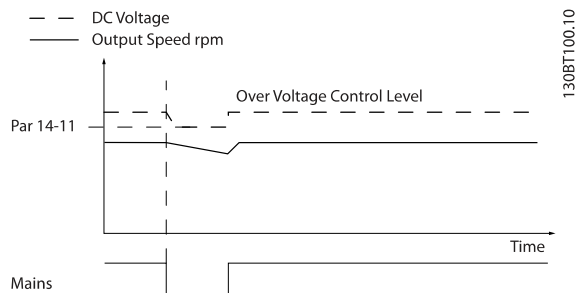 DC Voltage
Output Speed rpm
130BT100.10
Over Voltage Control Level
Par 14-11
Time
Mains